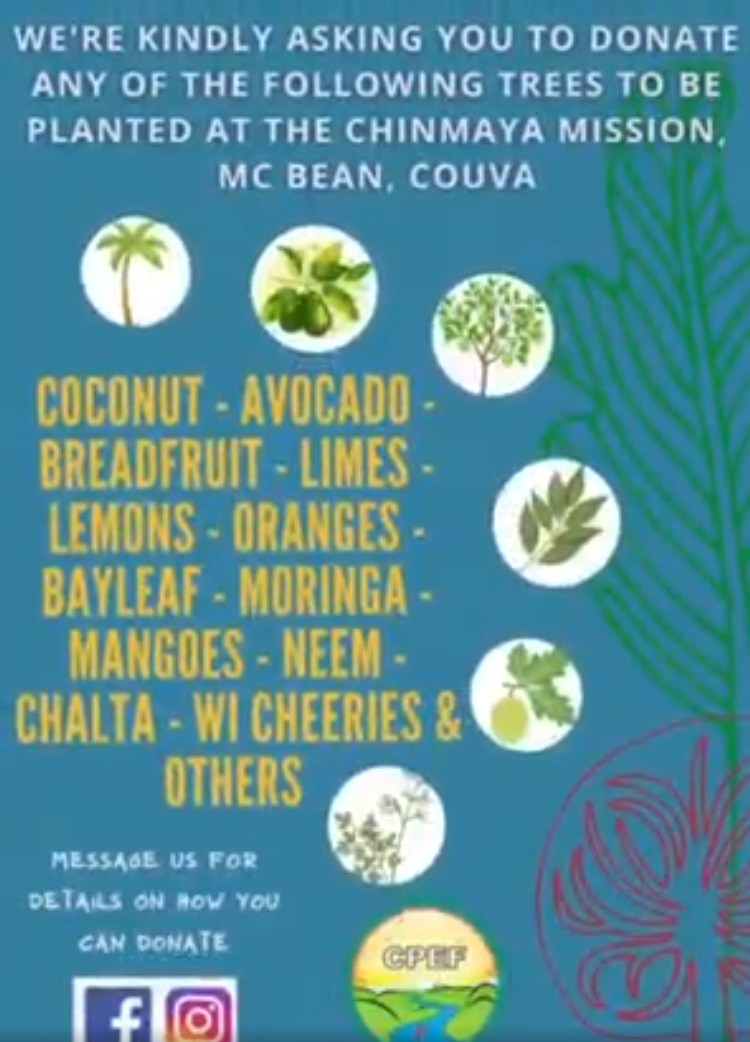 WE'RE KINDLY ASKING YOU TO DONATE
ANY OF THE FOLLOWING TREES TO BE
PLANTED AT THE CHINMAYA MISSION,
MC BEAN, COUVA
COCONUT - AVOCADO -
BREADFRUIT - LIMES -
LEMONS - ORANGES -
BAYLEAF - MORINGA -
MANGOES - NEEM -
CHALTA - WI CHEERIES &
OTHERS
MESSAGE US FOR
DETAILS ON HOW YOU
CAN DONATE
CPEF